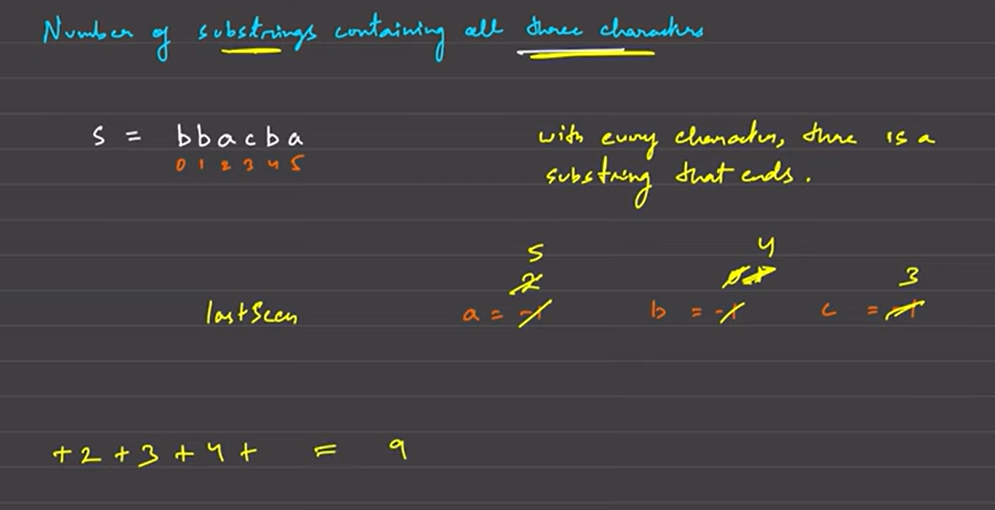 Number of substrings containing all three characters
s = bbacba
0 1 2 3 4 5
with every character, there is a
substring that ends.
5
4
2
3
lastSeen a = -1 b = -1 c = -1
+2 +3 +4 + = 9